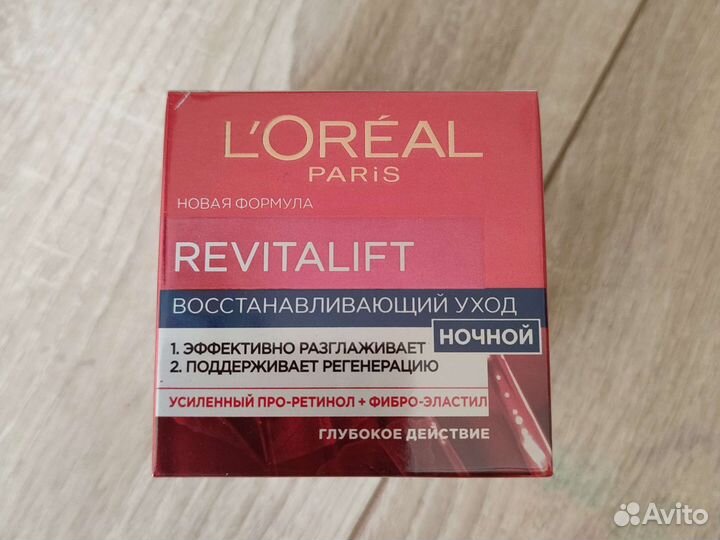 L'ORÉAL
PARiS
НОВАЯ ФОРМУЛА
REVITALIFT
ВОССТАНАВЛИВАЮЩИЙ УХОД
НОЧНОЙ
1. ЭФФЕКТИВНО РАЗГЛАЖИВАЕТ
2. ПОДДЕРЖИВАЕТ РЕГЕНЕРАЦИЮ
УСИЛЕННЫЙ ПРО-РЕТИНОЛ + ФИБРО-ЭЛАСТИЛ
ГЛУБОКОЕ ДЕЙСТВИЕ
Avito